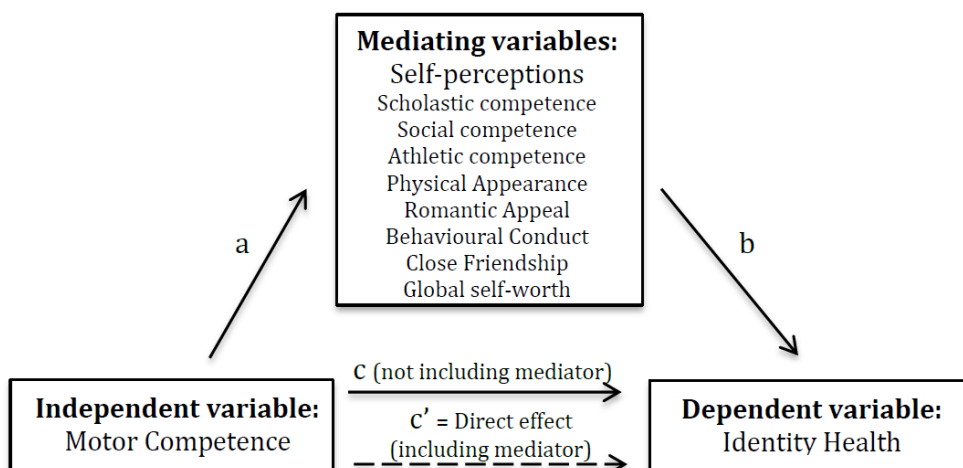 Mediating variables:
Self-perceptions
Scholastic competence
Social competence
Athletic competence
Physical Appearance
Romantic Appeal
Behavioural Conduct
Close Friendship
Global self-worth
a
b
c (not including mediator)
c’ = Direct effect
(including mediator)
Independent variable:
Motor Competence
Dependent variable:
Identity Health